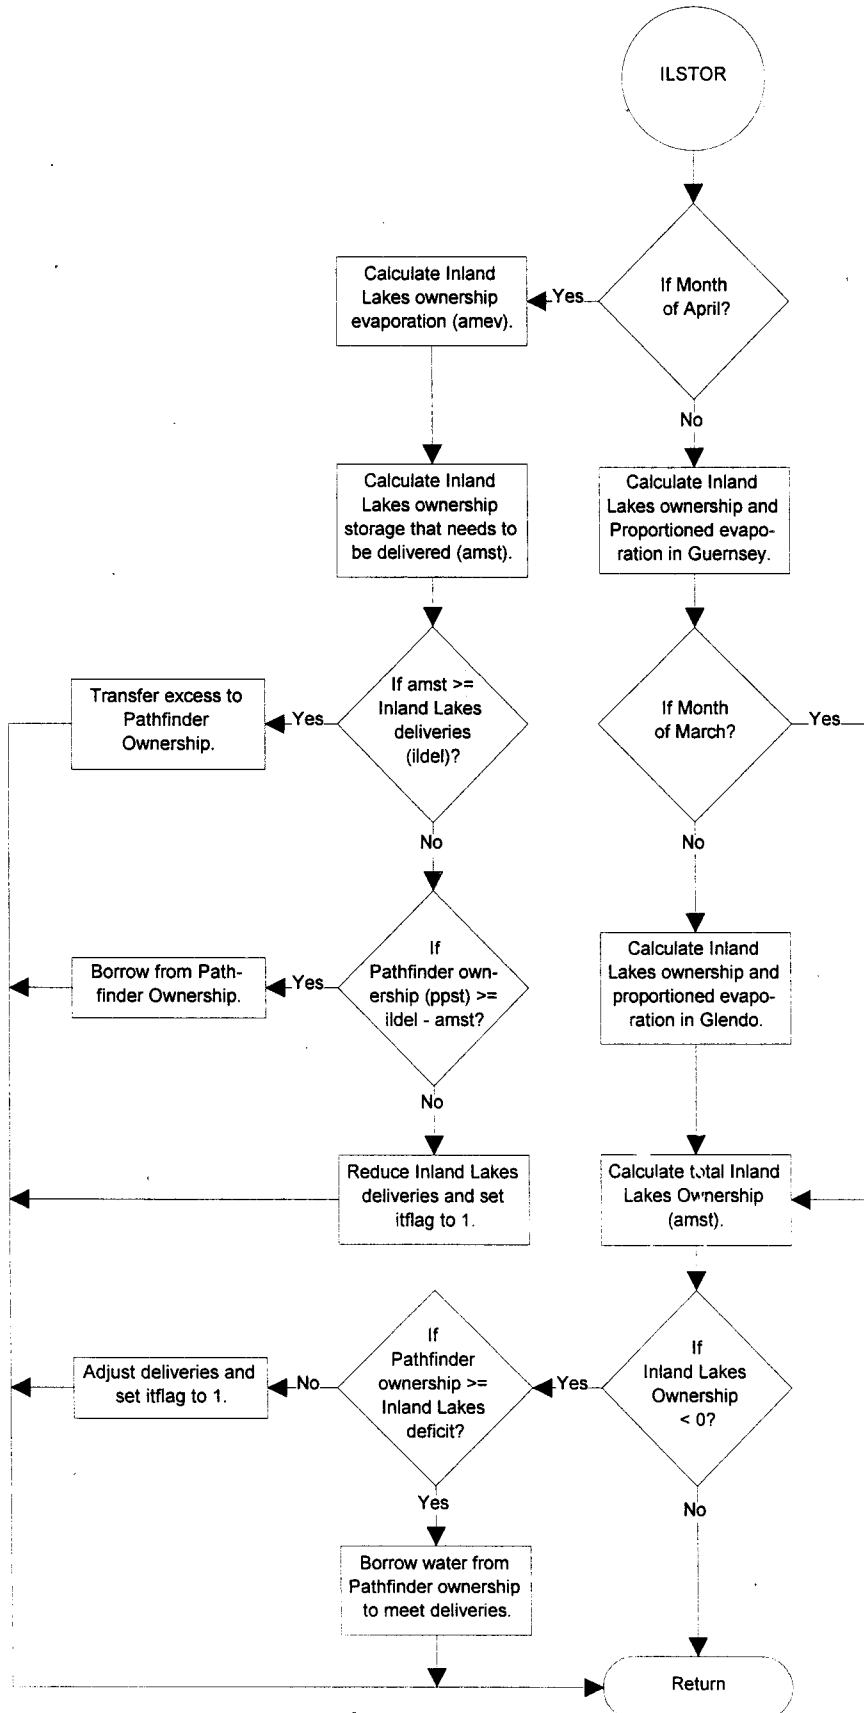 ILSTOR
If Month
of April?
Yes
No
Calculate Inland
Lakes ownership
evaporation (amev).
Calculate Inland
Lakes ownership
storage that needs to
be delivered (amst).
Calculate Inland
Lakes ownership and
Proportioned evapo-
ration in Guernsey.
If amst >=
Inland Lakes
deliveries
(ildel)?
Yes
No
Transfer excess to
Pathfinder
Ownership.
If Month
of March?
Yes
No
If
Pathfinder own-
ership (ppst) >=
ildel - amst?
Yes
No
Borrow from Path-
finder Ownership.
Calculate Inland
Lakes ownership and
proportioned evapo-
ration in Glendo.
Reduce Inland Lakes
deliveries and set
itflag to 1.
Calculate total Inland
Lakes Ownership
(amst).
If
Inland Lakes
Ownership
< 0?
Yes
No
If
Pathfinder
ownership >=
Inland Lakes
deficit?
No
Yes
Adjust deliveries and
set itflag to 1.
Borrow water from
Pathfinder ownership
to meet deliveries.
Return